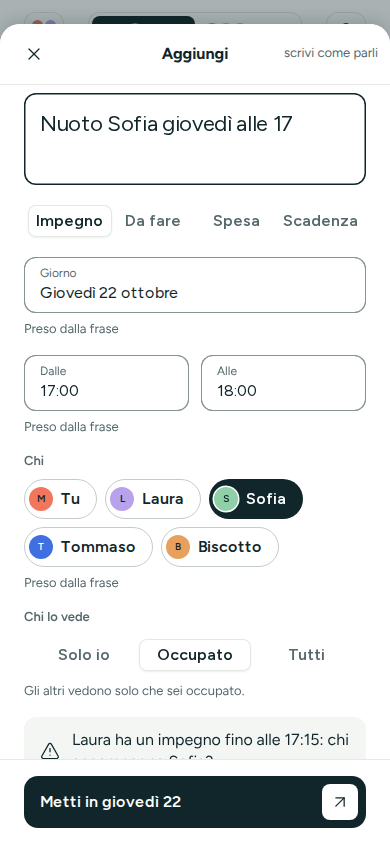 Aggiungi
scrivi come parli
Nuoto Sofia giovedì alle 17
Impegno Da fare Spesa Scadenza
Giorno
Giovedì 22 ottobre
Preso dalla frase
Dalle Alle
17:00 18:00
Preso dalla frase
Chi
M Tu L Laura S Sofia
T Tommaso B Biscotto
Preso dalla frase
Chi lo vede
Solo io Occupato Tutti
Gli altri vedono solo che sei occupato.
Laura ha un impegno fino alle 17:15: chi
Metti in giovedì 22